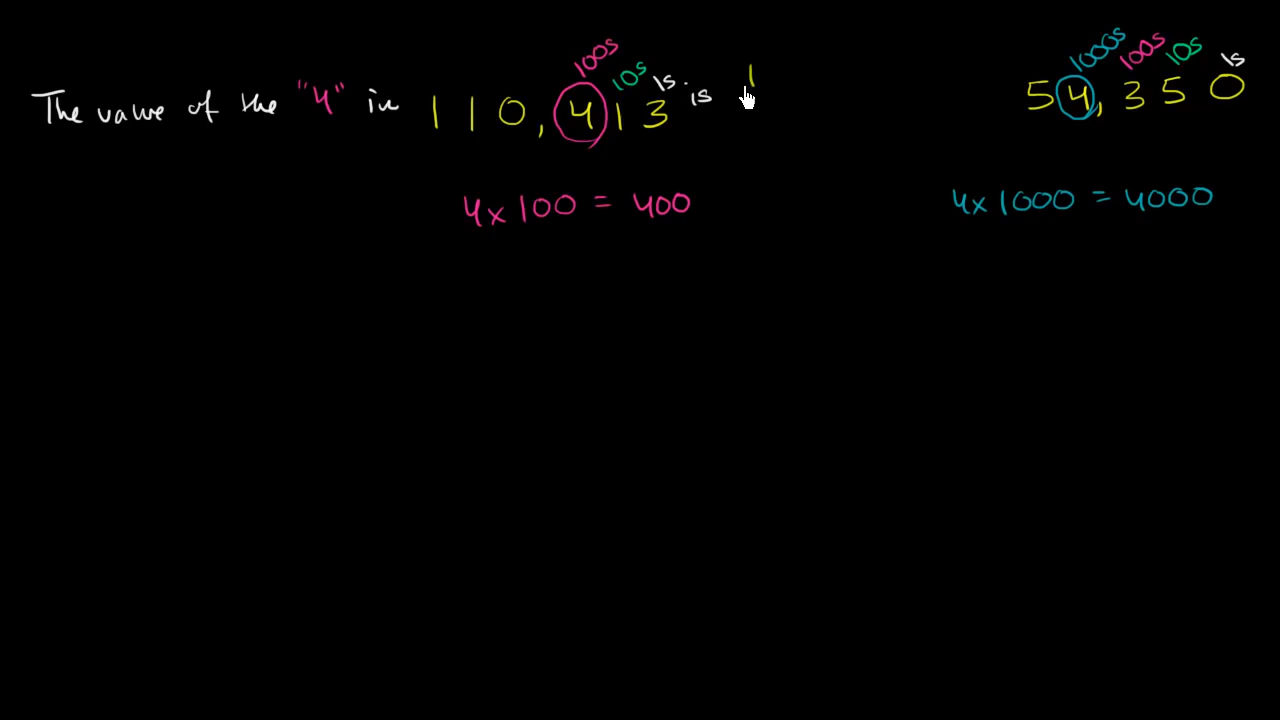 100s 10s 1s 1000s 100s 10s 1s
The value of the "4" in 110,413 is 1 54,350
4x100 = 400 4x1000 = 4000